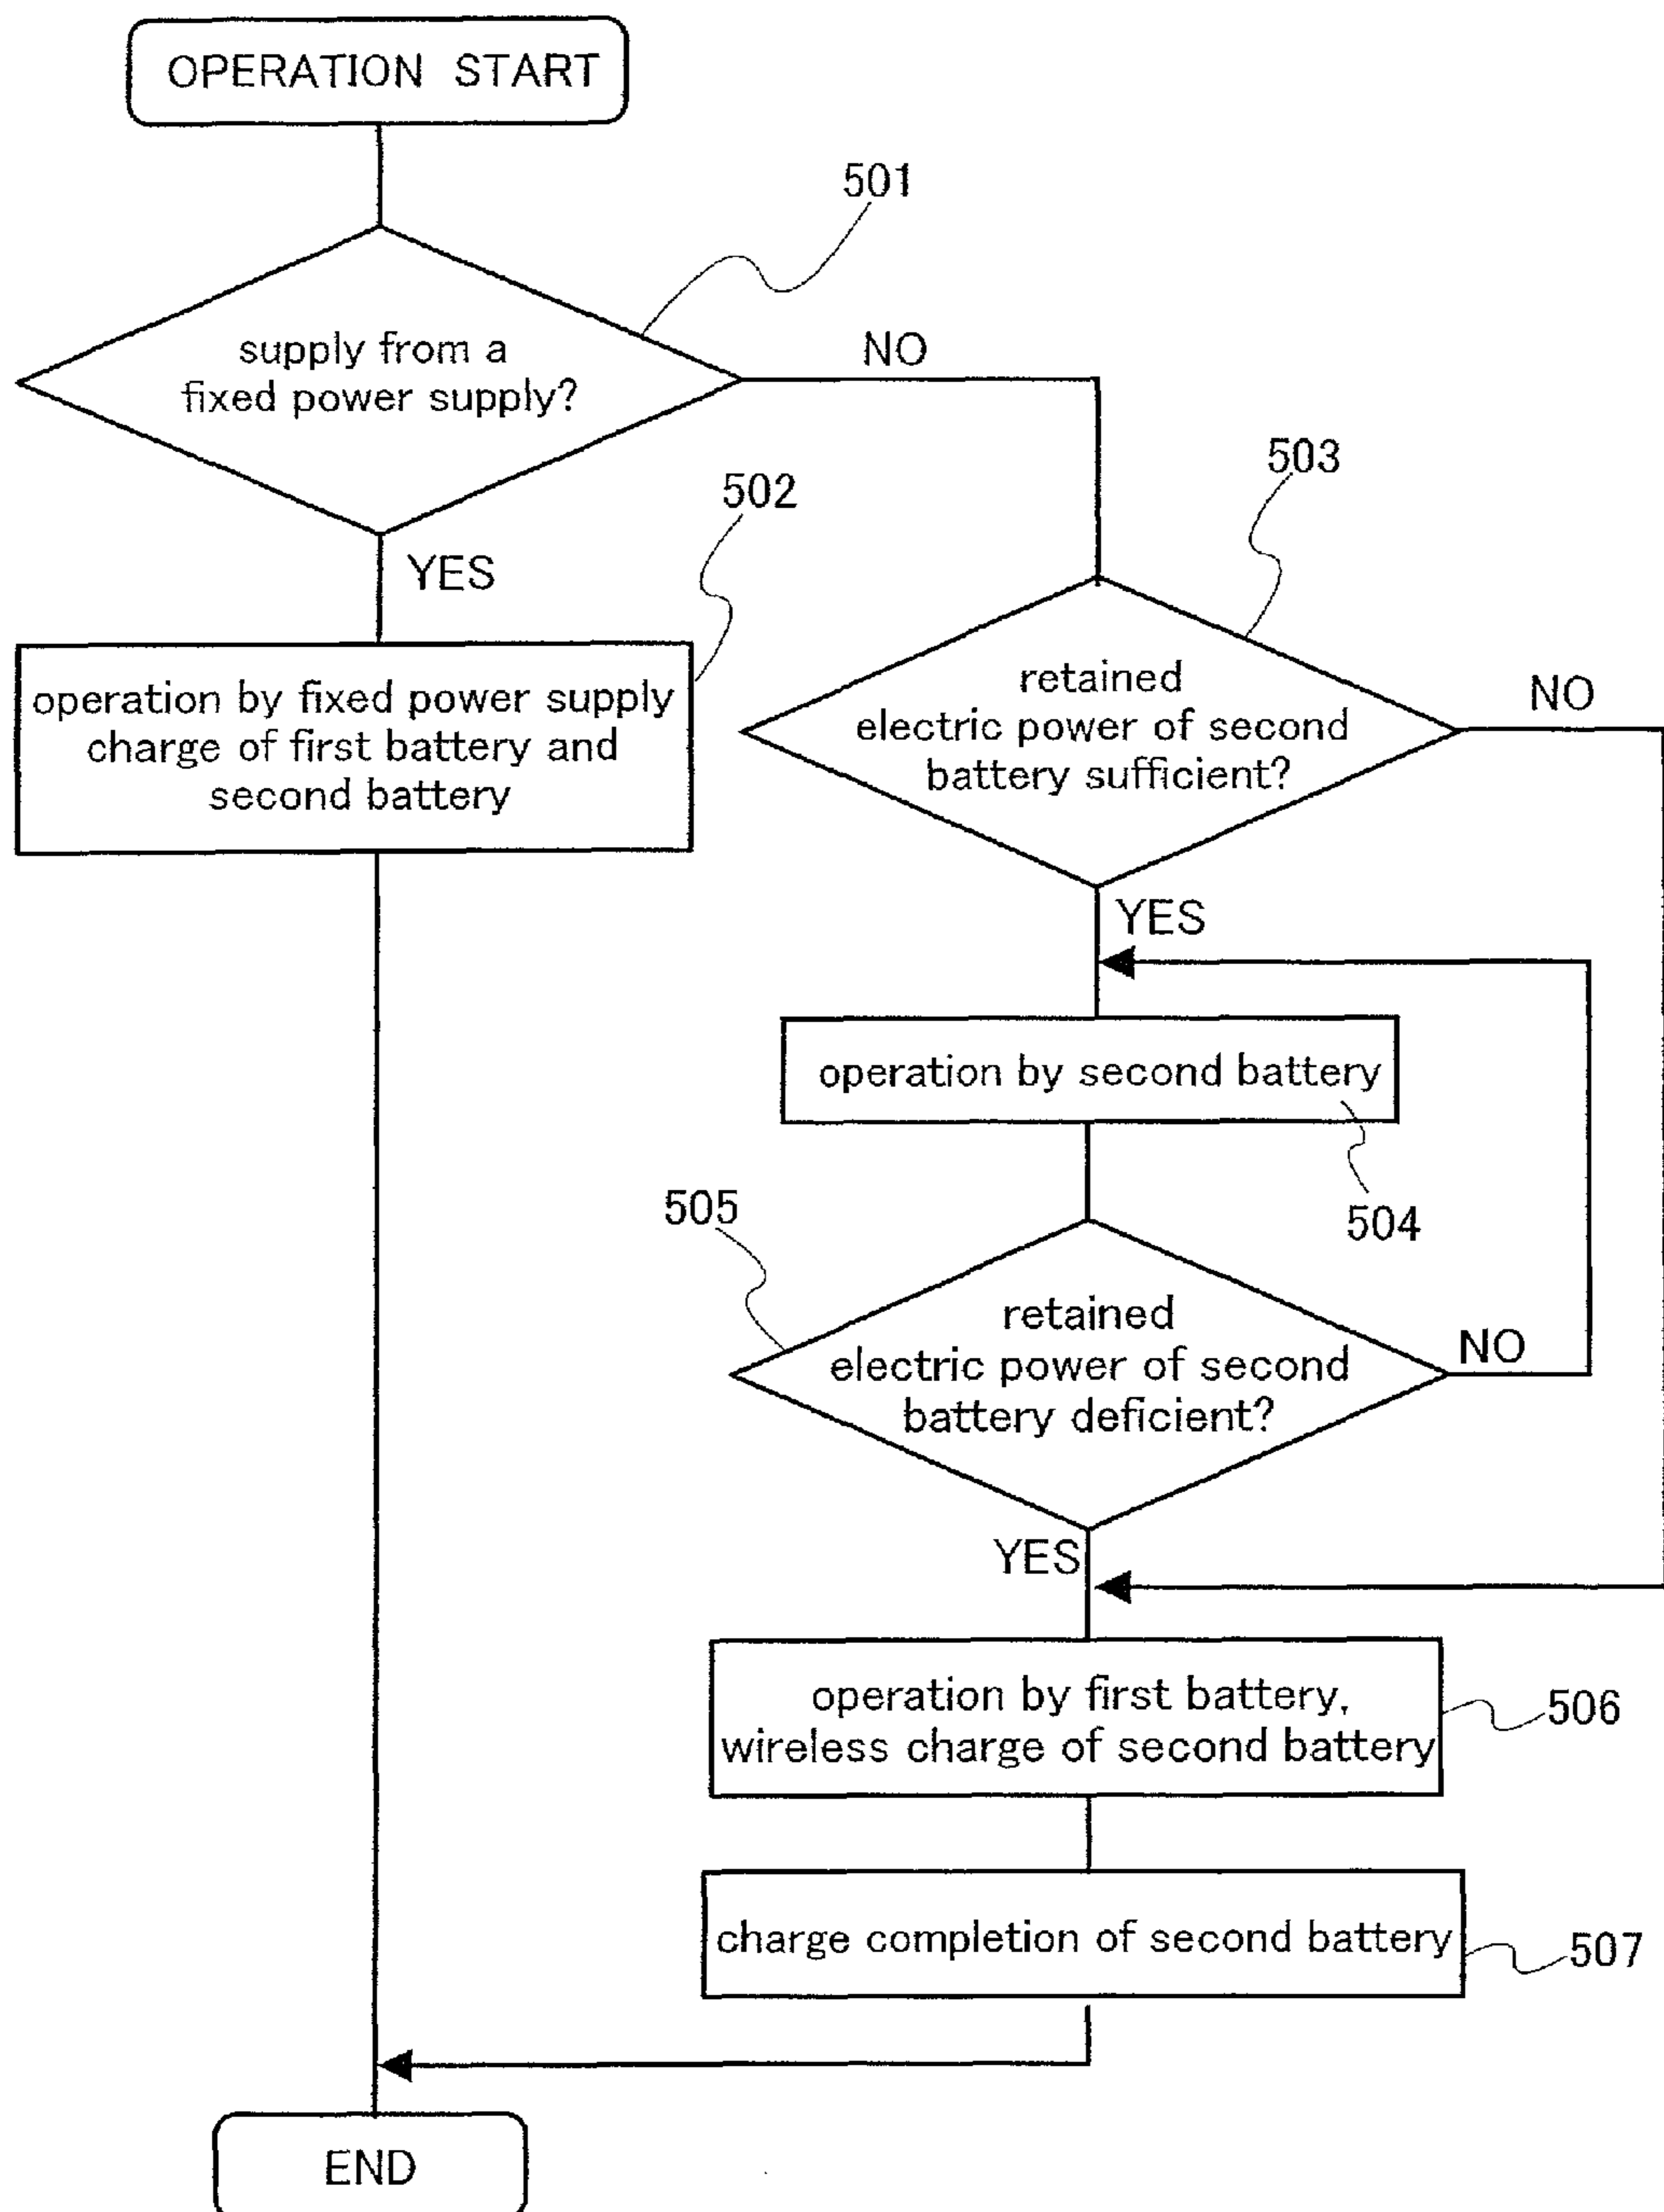 OPERATION START
501
supply from a
fixed power supply?
NO
YES
502
operation by fixed power supply
charge of first battery and
second battery
503
retained
electric power of second
battery sufficient?
NO
YES
operation by second battery
504
505
retained
electric power of second
battery deficient?
NO
YES
operation by first battery,
wireless charge of second battery
506
charge completion of second battery
507
END